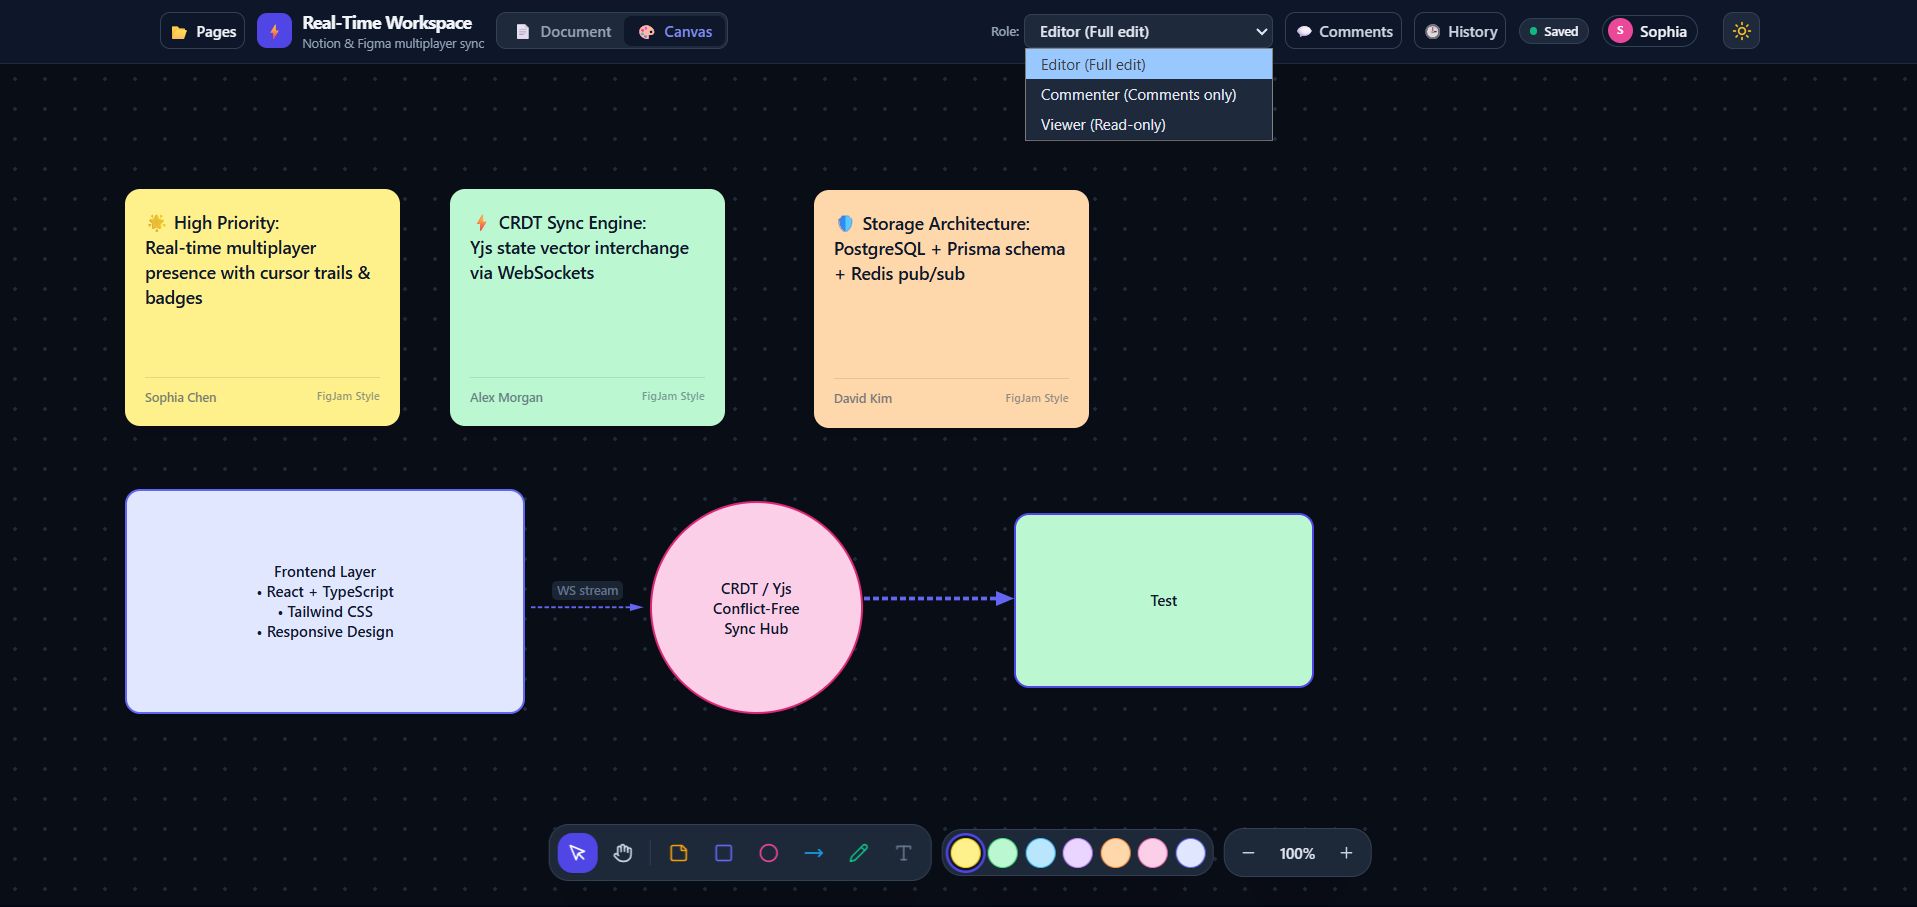 Pages
Real-Time Workspace
Notion & Figma multiplayer sync
Document
Canvas
Role:
Editor (Full edit)
Comments
History
Saved
S
Sophia
Editor (Full edit)
Commenter (Comments only)
Viewer (Read-only)
High Priority:
Real-time multiplayer
presence with cursor trails &
badges
Sophia Chen
FigJam Style
CRDT Sync Engine:
Yjs state vector interchange
via WebSockets
Alex Morgan
FigJam Style
Storage Architecture:
PostgreSQL + Prisma schema
+ Redis pub/sub
David Kim
FigJam Style
Frontend Layer
• React + TypeScript
• Tailwind CSS
• Responsive Design
WS stream
CRDT / Yjs
Conflict-Free
Sync Hub
Test
T
− 100% +